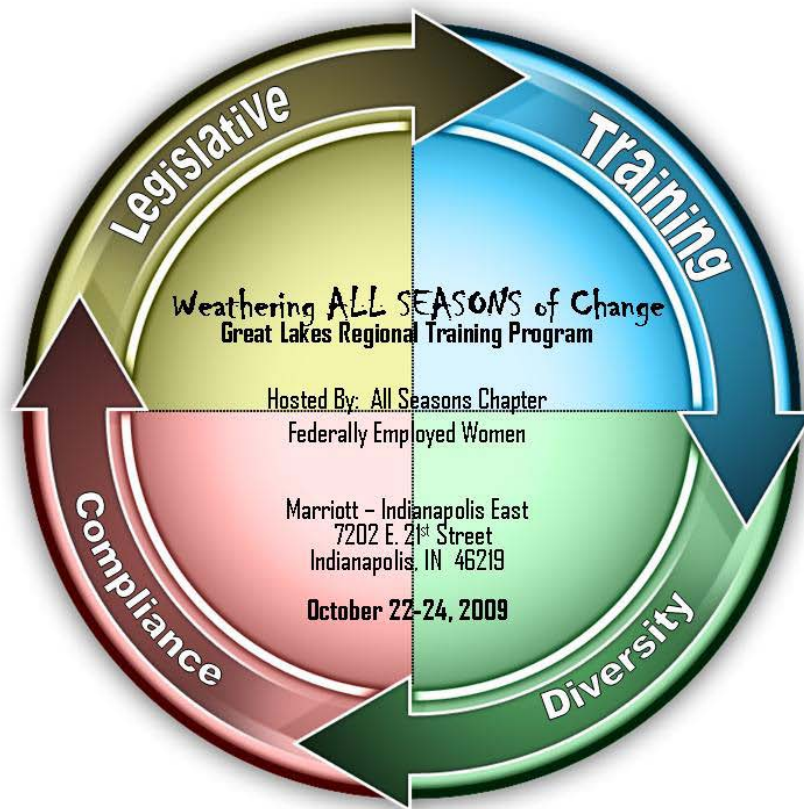 Legislative
Training
Weathering ALL SEASONS of Change
Great Lakes Regional Training Program
Hosted By: All Seasons Chapter
Federally Employed Women
Marriott – Indianapolis East
7202 E. 21st Street
Indianapolis, IN 46219
October 22-24, 2009
Compliance
Diversity